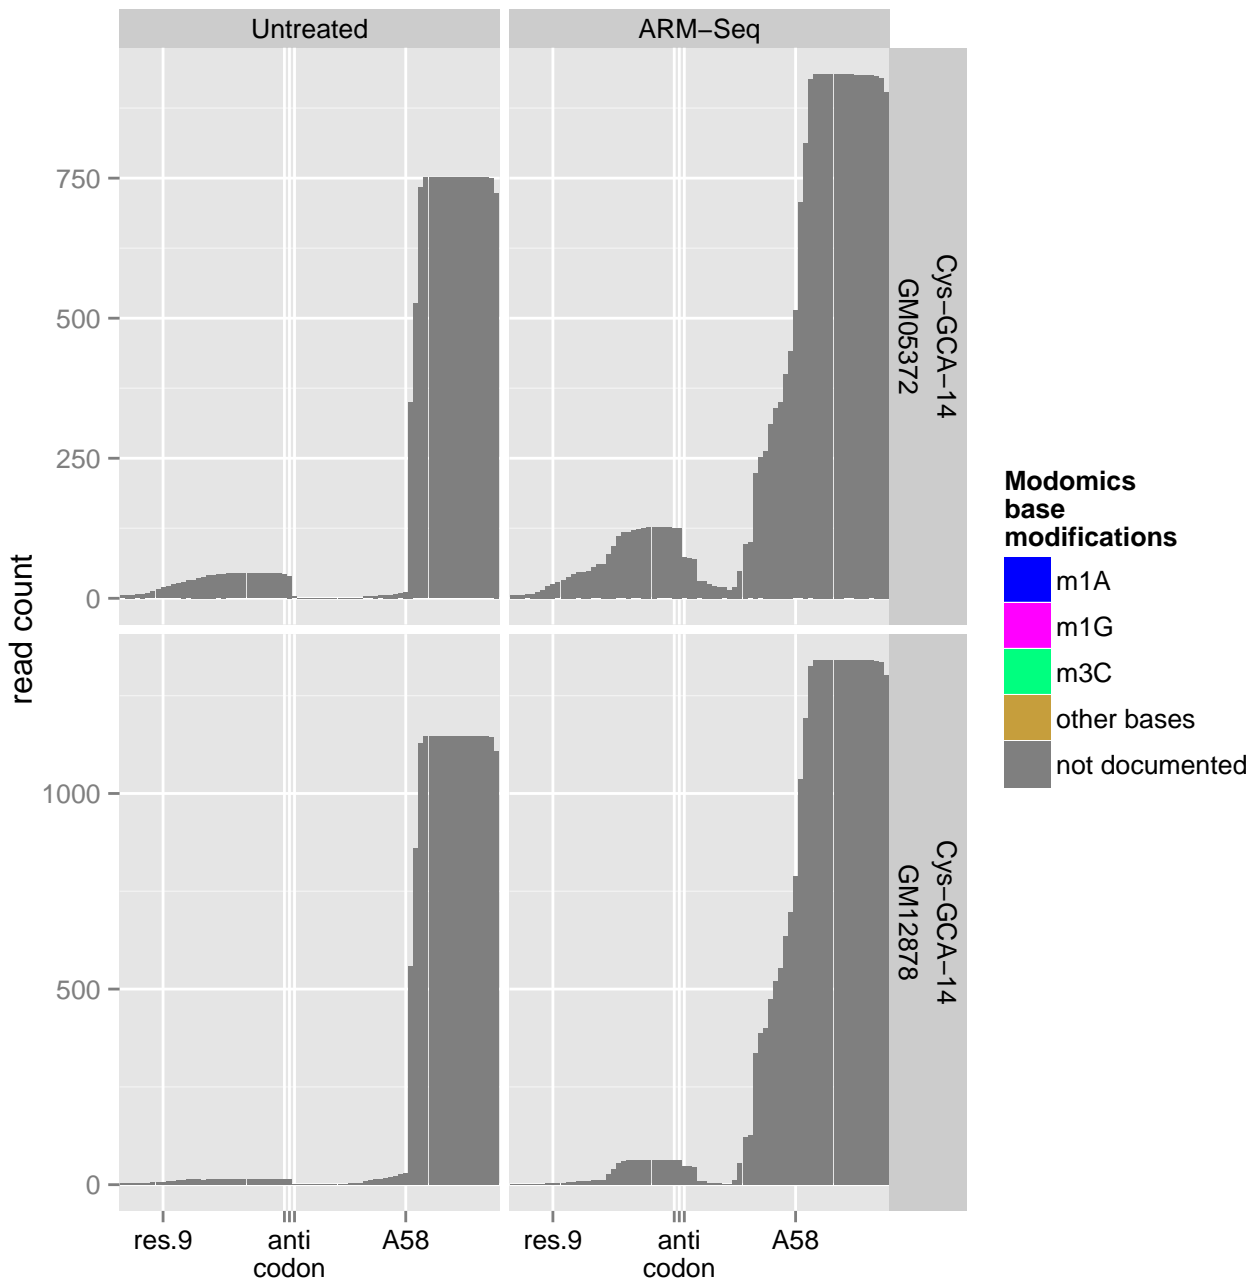 Untreated
ARM−Seq
750
500
250
0
Cys−GCA−14
GM05372
read count
1000
500
0
Cys−GCA−14
GM12878
res.9
anti
codon
A58
res.9
anti
codon
A58
Modomics
base
modifications
m1A
m1G
m3C
other bases
not documented